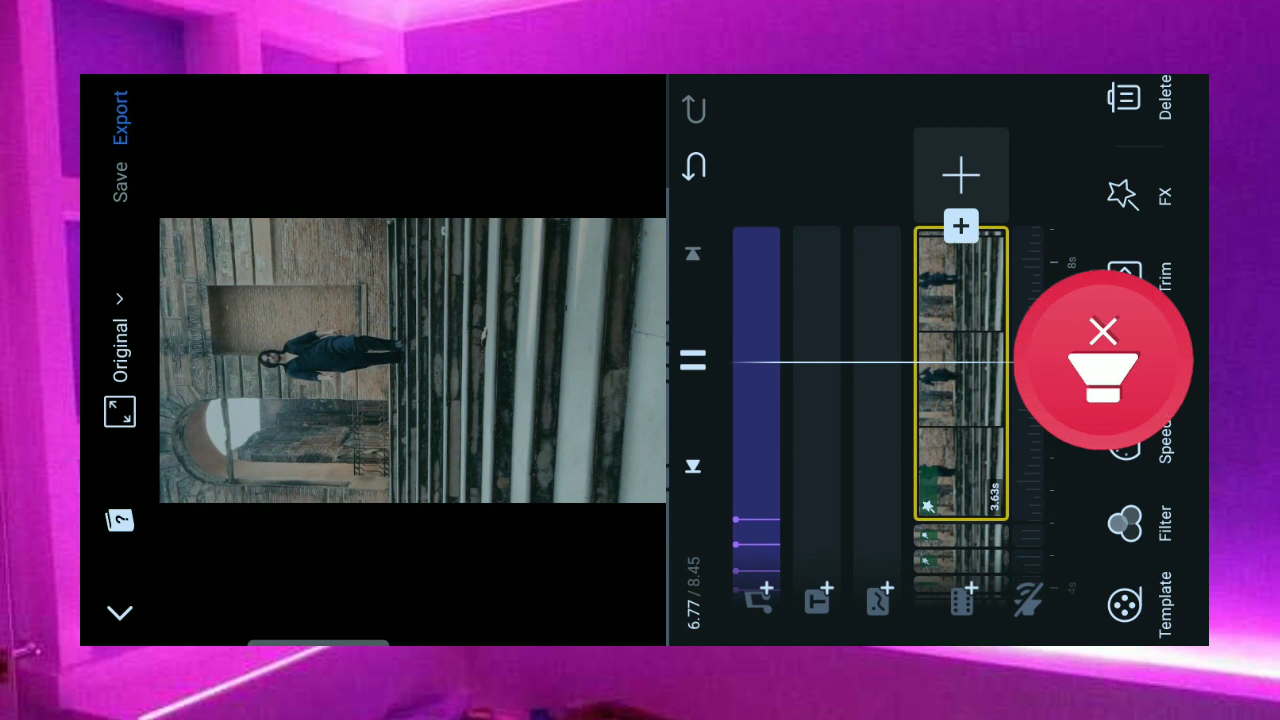 Save Export
Original
?
6.77 / 8.45
T
8s
4s
3.63s
Template
Filter
Speed
Trim
FX
Delete